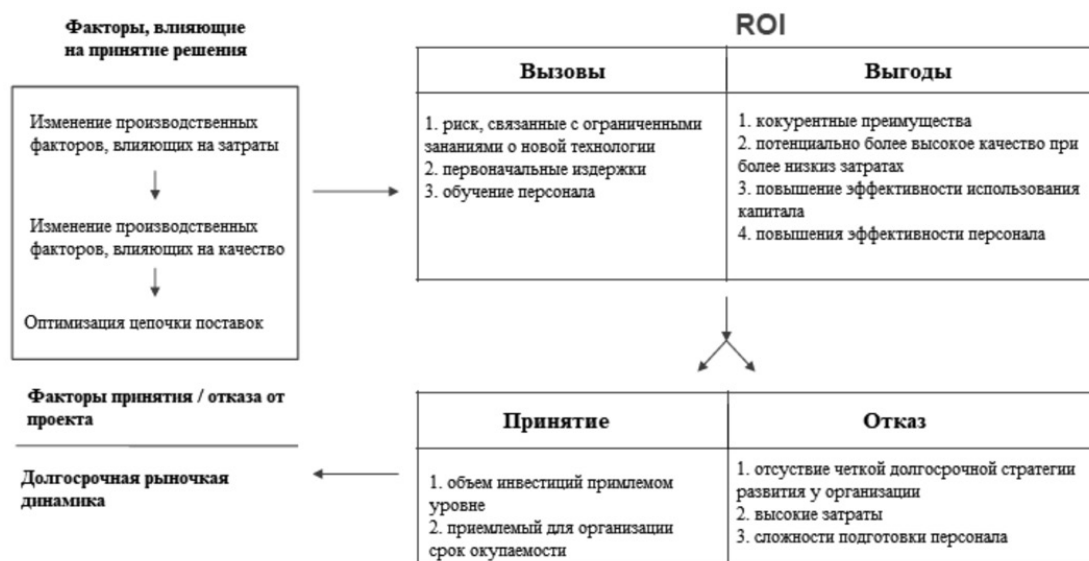 Факторы, влияющие
на принятие решения
Изменение производственных
факторов, влияющих на затраты
Изменение производственных
факторов, влияющих на качество
Оптимизация цепочки поставок
ROI
Вызовы
1. риск, связанные с ограниченными
зананиями о новой технологии
2. первоначальные издержки
3. обучение персонала
Выгоды
1. кокурентные преимущества
2. потенциально более высокое качество при
более низкиз затратах
3. повышение эффективности использования
капитала
4. повышения эффективности персонала
Факторы принятия / отказа от
проекта
Долгосрочная рыночкая
динамика
Принятие
1. объем инвестиций примлемом
уровне
2. приемлемый для организации
срок окупаемости
Отказ
1. отсуствие четкой долгосрочной стратегии
развития у организации
2. высокие затраты
3. сложности подготовки персонала